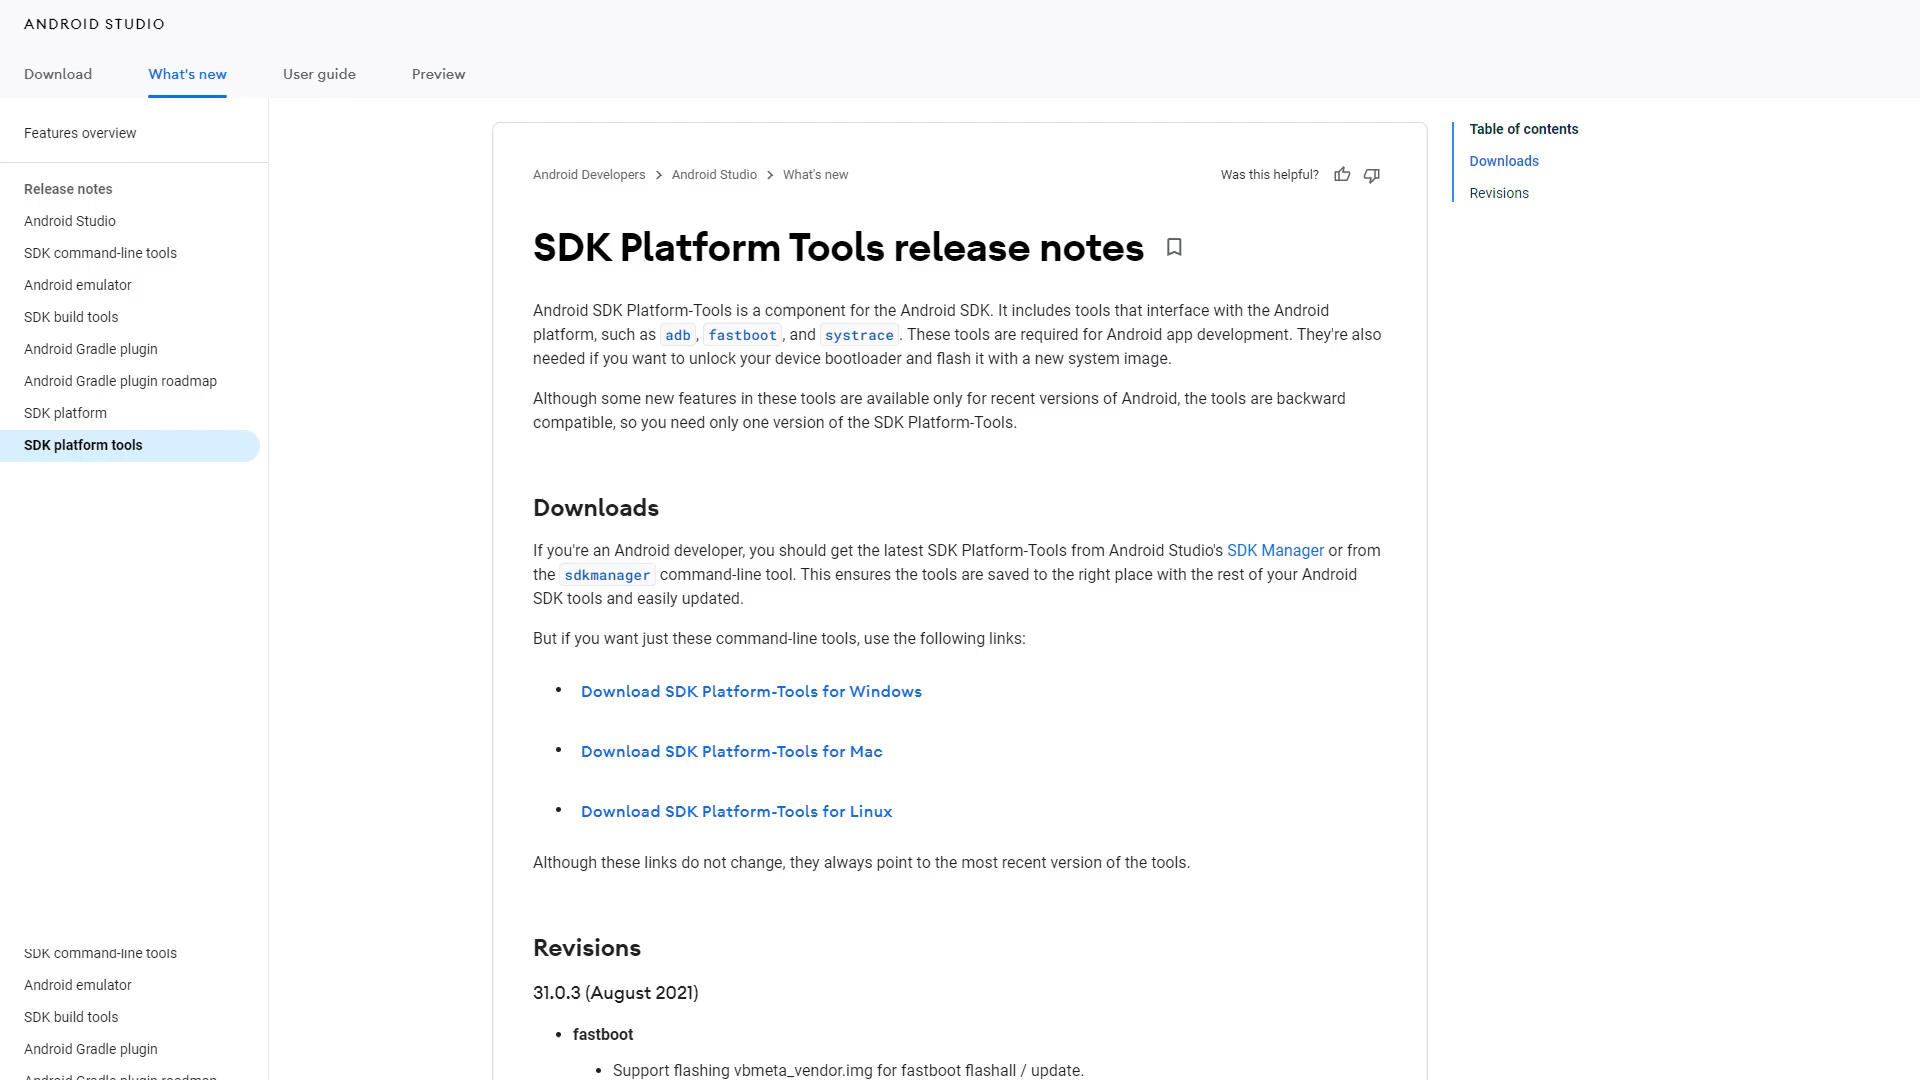 ANDROID STUDIO
Download
What's new
User guide
Preview
Features overview
Release notes
Android Studio
SDK command-line tools
Android emulator
SDK build tools
Android Gradle plugin
Android Gradle plugin roadmap
SDK platform
SDK platform tools
SDK command-line tools
Android emulator
SDK build tools
Android Gradle plugin
Android Gradle plugin roadmap
Android Developers > Android Studio > What's new
Was this helpful?
SDK Platform Tools release notes
Android SDK Platform-Tools is a component for the Android SDK. It includes tools that interface with the Android
platform, such as adb, fastboot, and systrace. These tools are required for Android app development. They're also
needed if you want to unlock your device bootloader and flash it with a new system image.
Although some new features in these tools are available only for recent versions of Android, the tools are backward
compatible, so you need only one version of the SDK Platform-Tools.
Downloads
If you're an Android developer, you should get the latest SDK Platform-Tools from Android Studio's SDK Manager or from
the sdkmanager command-line tool. This ensures the tools are saved to the right place with the rest of your Android
SDK tools and easily updated.
But if you want just these command-line tools, use the following links:
• Download SDK Platform-Tools for Windows
• Download SDK Platform-Tools for Mac
• Download SDK Platform-Tools for Linux
Although these links do not change, they always point to the most recent version of the tools.
Revisions
31.0.3 (August 2021)
• fastboot
• Support flashing vbmeta_vendor.img for fastboot flashall / update.
Table of contents
Downloads
Revisions